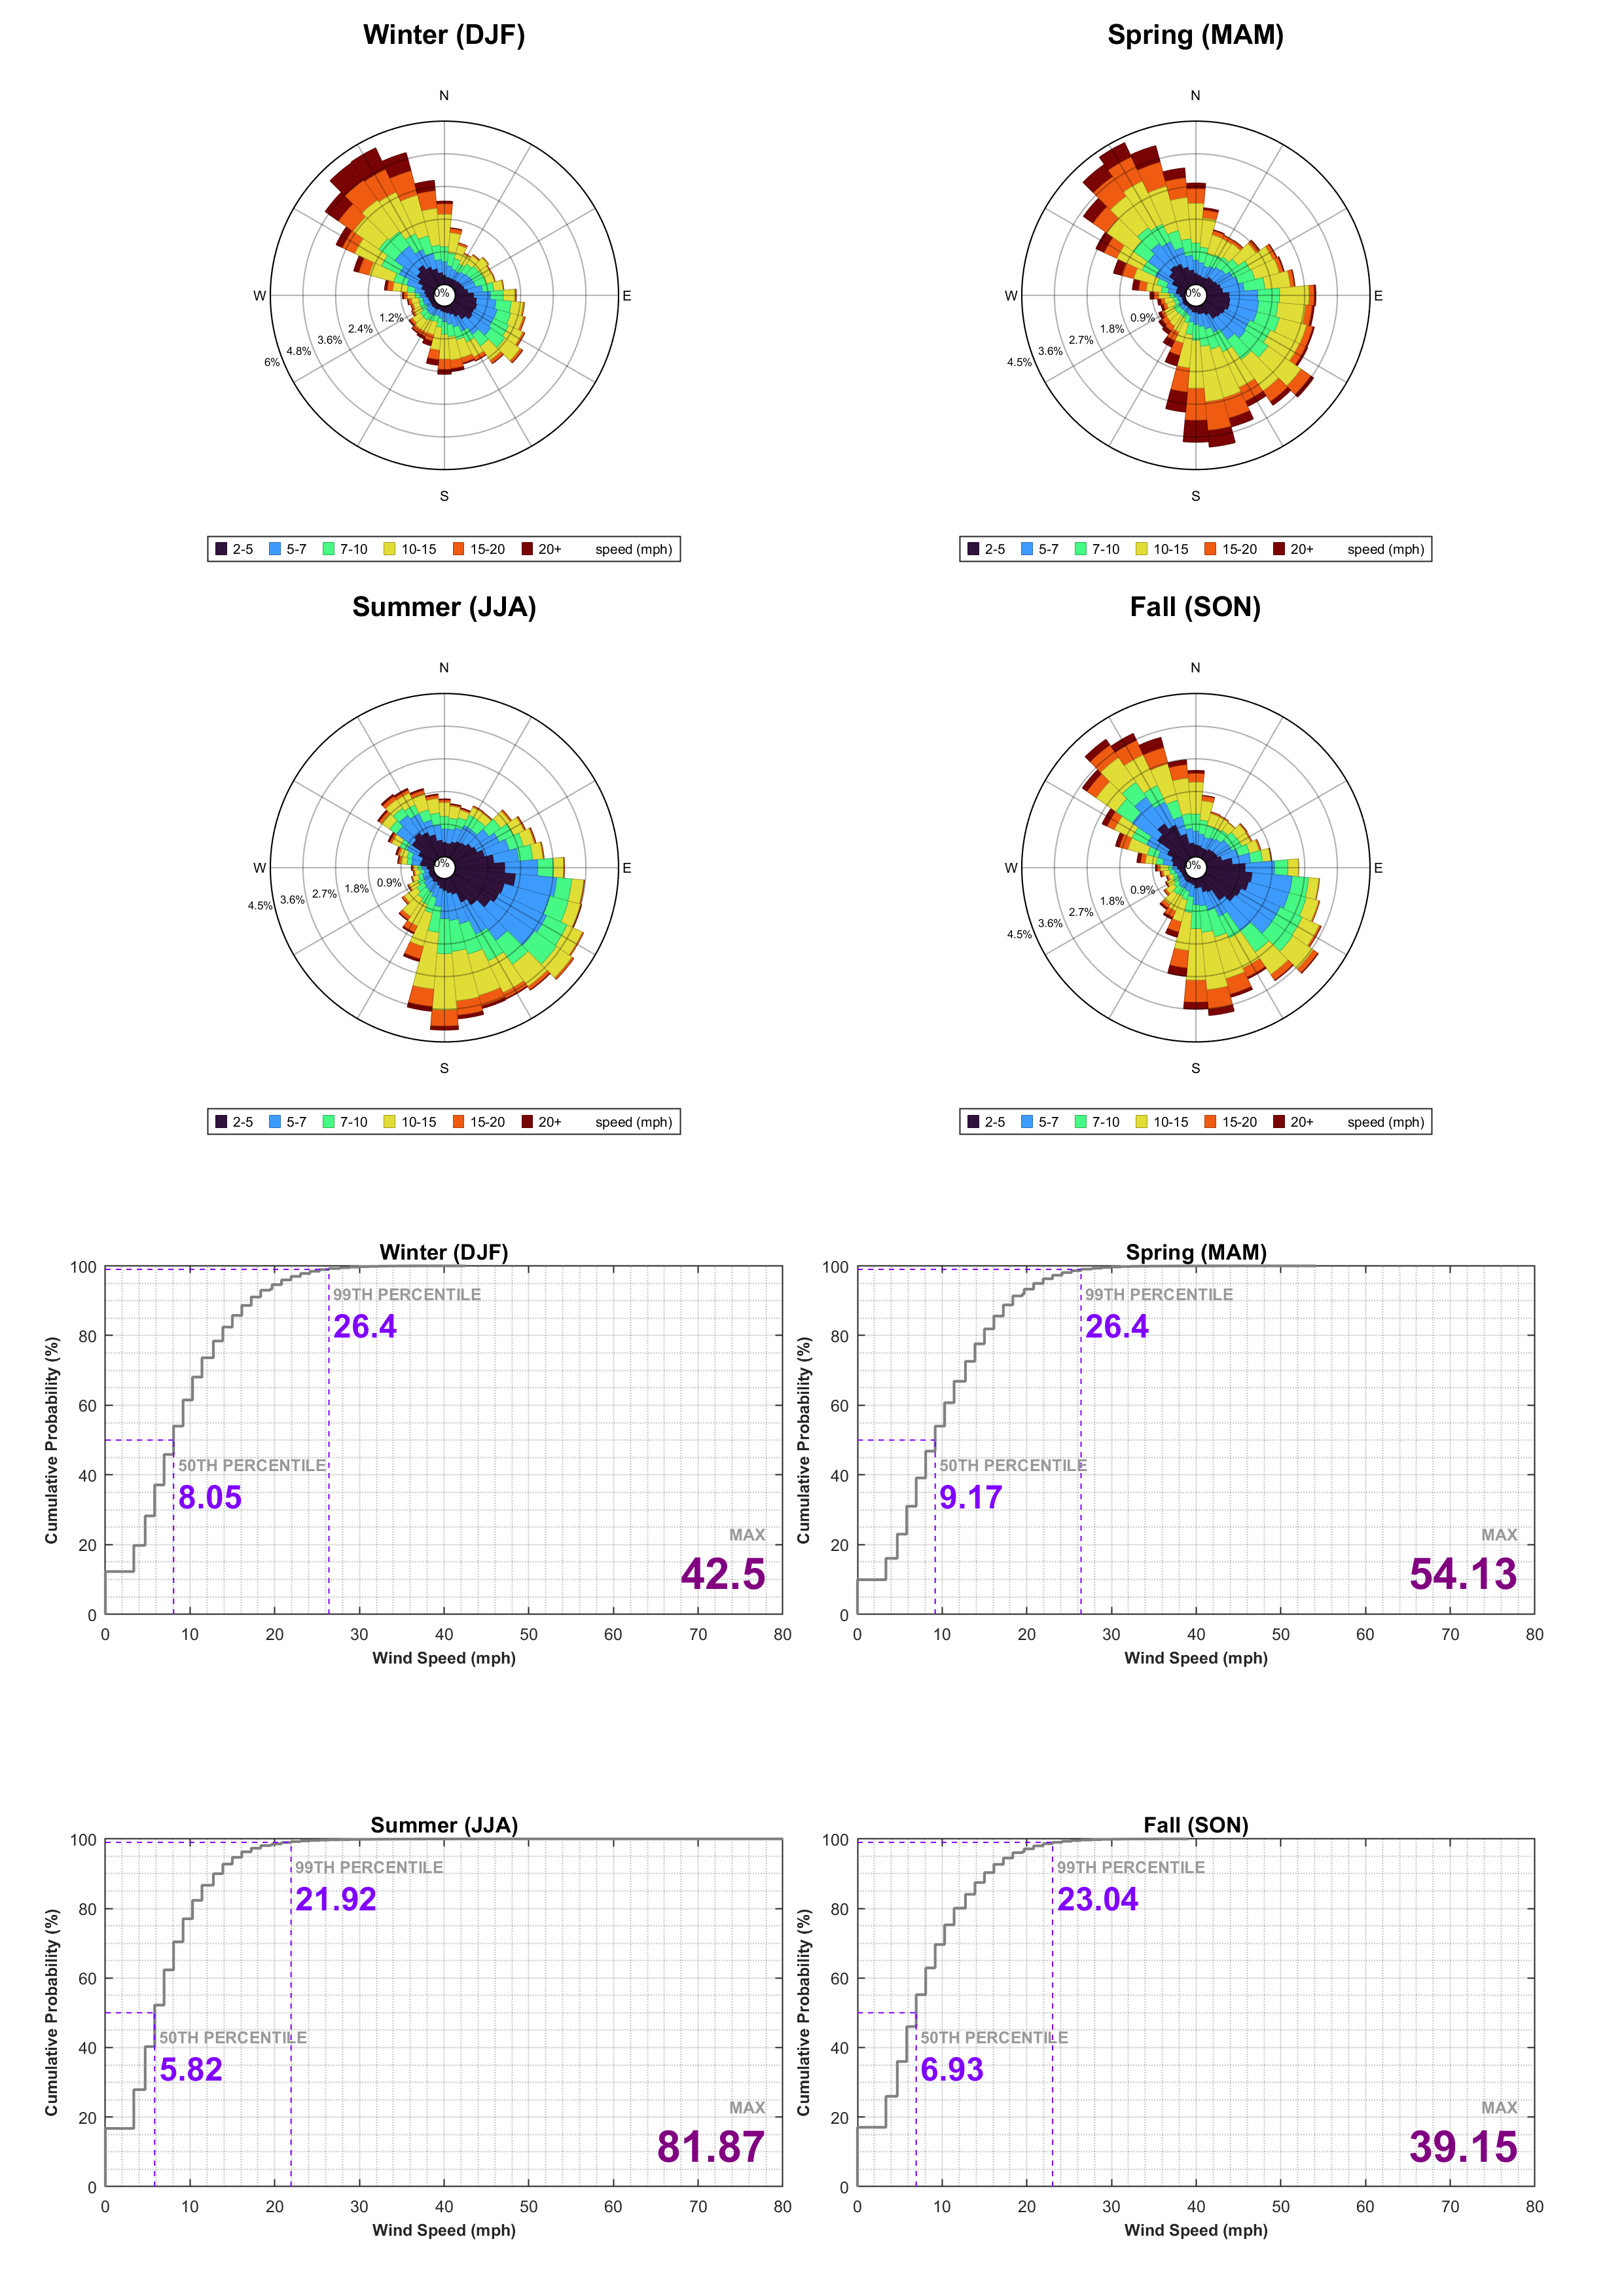 Winter (DJF)
N
W
E
S
0%
1.2%
2.4%
3.6%
4.8%
6%
2-5 5-7 7-10 10-15 15-20 20+ speed (mph)
Spring (MAM)
N
W
E
S
0%
0.9%
1.8%
2.7%
3.6%
4.5%
2-5 5-7 7-10 10-15 15-20 20+ speed (mph)
Summer (JJA)
N
W
E
S
0%
0.9%
1.8%
2.7%
3.6%
4.5%
2-5 5-7 7-10 10-15 15-20 20+ speed (mph)
Fall (SON)
N
W
E
S
0%
0.9%
1.8%
2.7%
3.6%
4.5%
2-5 5-7 7-10 10-15 15-20 20+ speed (mph)
Winter (DJF)
Cumulative Probability (%)
100
80
60
40
20
0
99TH PERCENTILE
26.4
50TH PERCENTILE
8.05
MAX
42.5
0 10 20 30 40 50 60 70 80
Wind Speed (mph)
Spring (MAM)
Cumulative Probability (%)
100
80
60
40
20
0
99TH PERCENTILE
26.4
50TH PERCENTILE
9.17
MAX
54.13
0 10 20 30 40 50 60 70 80
Wind Speed (mph)
Summer (JJA)
Cumulative Probability (%)
100
80
60
40
20
0
99TH PERCENTILE
21.92
50TH PERCENTILE
5.82
MAX
81.87
0 10 20 30 40 50 60 70 80
Wind Speed (mph)
Fall (SON)
Cumulative Probability (%)
100
80
60
40
20
0
99TH PERCENTILE
23.04
50TH PERCENTILE
6.93
MAX
39.15
0 10 20 30 40 50 60 70 80
Wind Speed (mph)